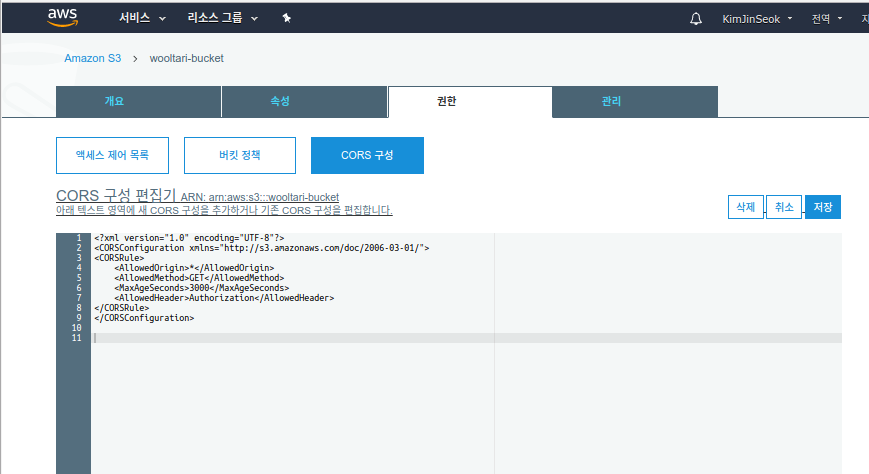 aws 서비스 리소스 그룹 KimJinSeok 전역
Amazon S3 > wooltari-bucket
개요 속성 권한 관리
액세스 제어 목록 버킷 정책 CORS 구성
CORS 구성 편집기 ARN: arn:aws:s3:::wooltari-bucket
아래 텍스트 영역에 새 CORS 구성을 추가하거나 기존 CORS 구성을 편집합니다.
삭제 취소 저장
1 <?xml version="1.0" encoding="UTF-8"?>
2 <CORSConfiguration xmlns="http://s3.amazonaws.com/doc/2006-03-01/">
3 <CORSRule>
4     <AllowedOrigin>*</AllowedOrigin>
5     <AllowedMethod>GET</AllowedMethod>
6     <MaxAgeSeconds>3000</MaxAgeSeconds>
7     <AllowedHeader>Authorization</AllowedHeader>
8 </CORSRule>
9 </CORSConfiguration>
10
11